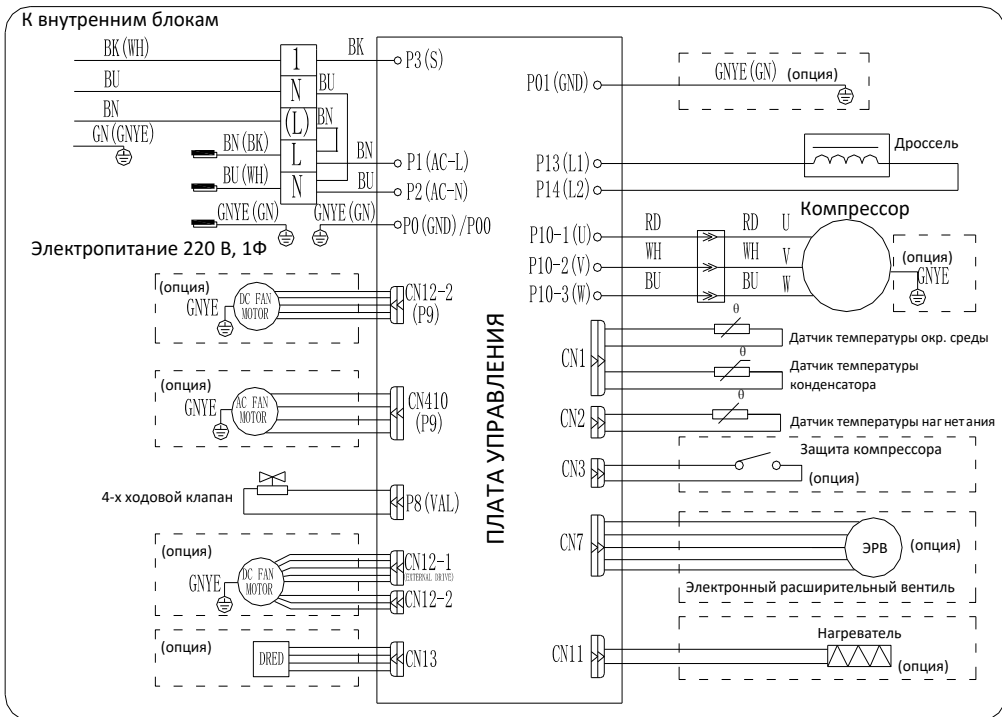 К внутренним блокам
BK(WH)
BU
BN
GN(GNYE)
1
N
(L)
L
N
BK
BU
BN
BN
BU
BN(BK)
BU(WH)
GNYE(GN)
GNYE(GN)
P3(S)
P1(AC-L)
P2(AC-N)
P0(GND)/P00
Электропитание 220 В, 1Ф
(опция)
GNYE
DC FAN
MOTOR
CN12-2
(P9)
(опция)
GNYE
AC FAN
MOTOR
CN410
(P9)
4-х ходовой клапан
P8(VAL)
(опция)
GNYE
DC FAN
MOTOR
CN12-1
(EXTERNAL DRIVE)
CN12-2
(опция)
DRED
CN13
ПЛАТА УПРАВЛЕНИЯ
P01(GND)
GNYE(GN) (опция)
P13(L1)
P14(L2)
Дроссель
Компрессор
P10-1(U)
RD
RD
U
P10-2(V)
WH
WH
V
P10-3(W)
BU
BU
W
(опция)
GNYE
CN1
θ
Датчик температуры окр. среды
θ
Датчик температуры
конденсатора
CN2
θ
Датчик температуры нагнетания
CN3
Защита компрессора
(опция)
CN7
ЭРВ
(опция)
Электронный расширительный вентиль
CN11
Нагреватель
(опция)